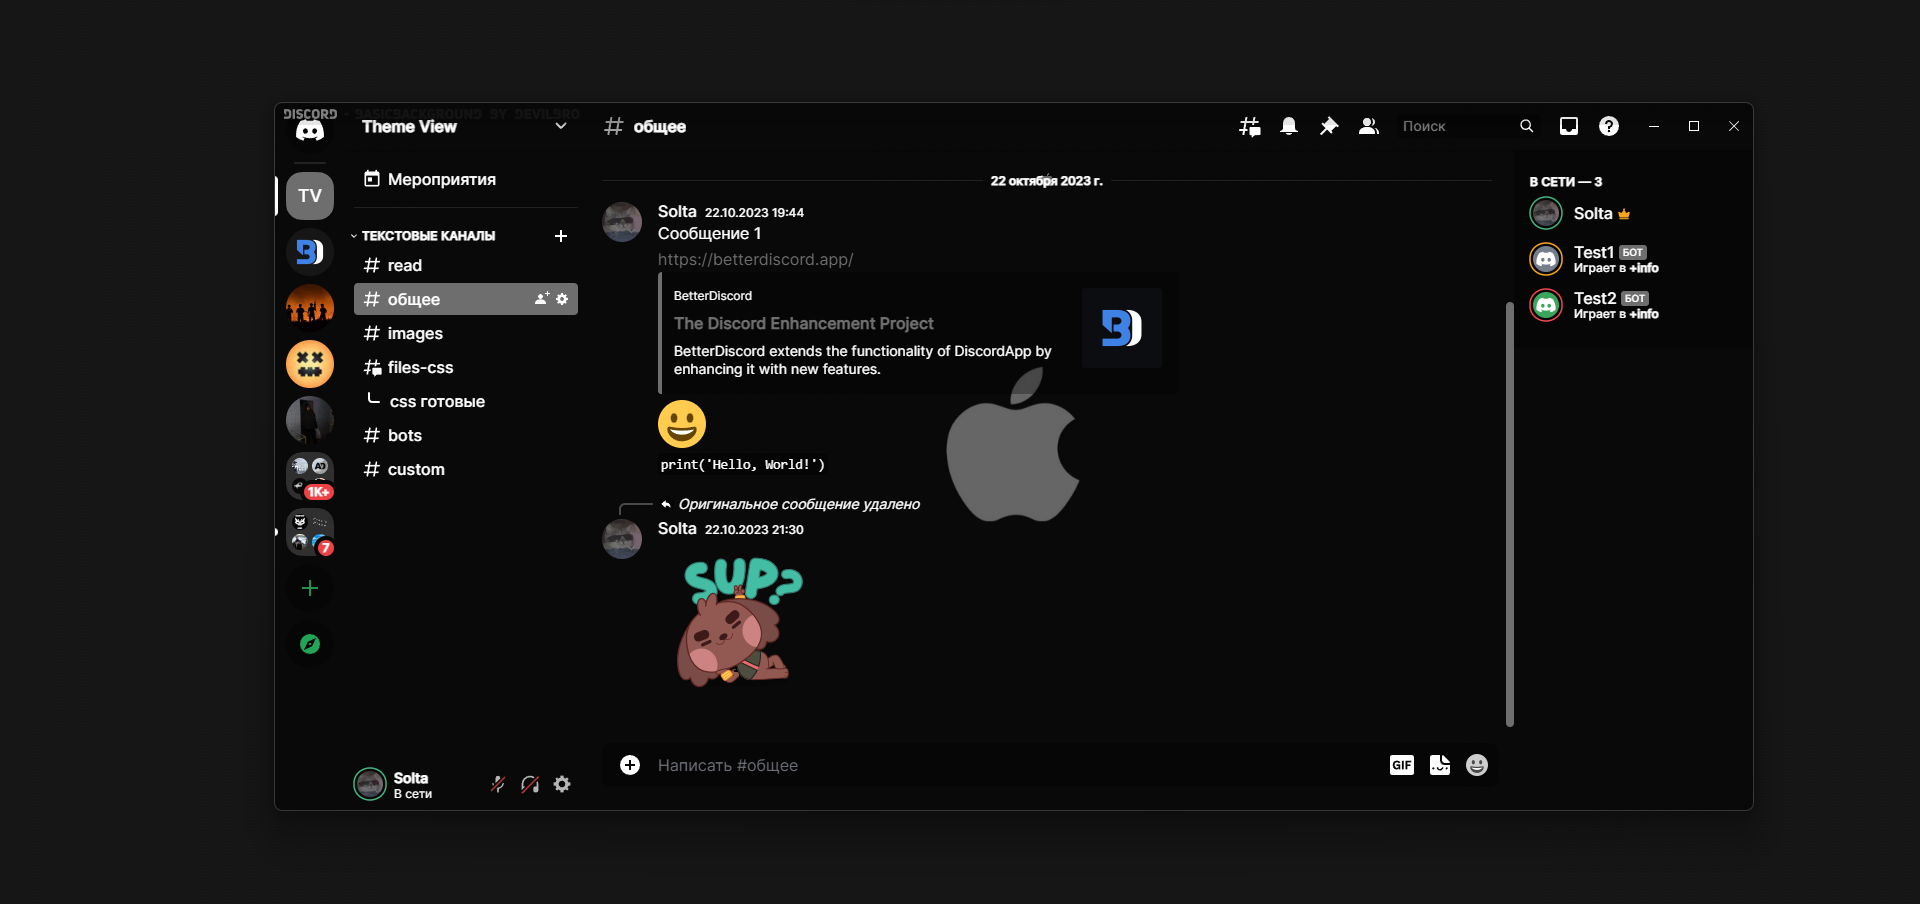 DISCORD - BASICBACKGROUND BY DEVILBRO
Theme View
общее
Поиск
TV
Мероприятия
ТЕКСТОВЫЕ КАНАЛЫ
read
общее
images
files-css
css готовые
bots
custom
1K+
7
Solta
В сети
22 октября 2023 г.
Solta 22.10.2023 19:44
Сообщение 1
https://betterdiscord.app/
BetterDiscord
The Discord Enhancement Project
BetterDiscord extends the functionality of DiscordApp by
enhancing it with new features.
print('Hello, World!')
Оригинальное сообщение удалено
Solta 22.10.2023 21:30
SUP?
Написать #общее
GIF
В СЕТИ — 3
Solta
Test1 БОТ
Играет в +info
Test2 БОТ
Играет в +info